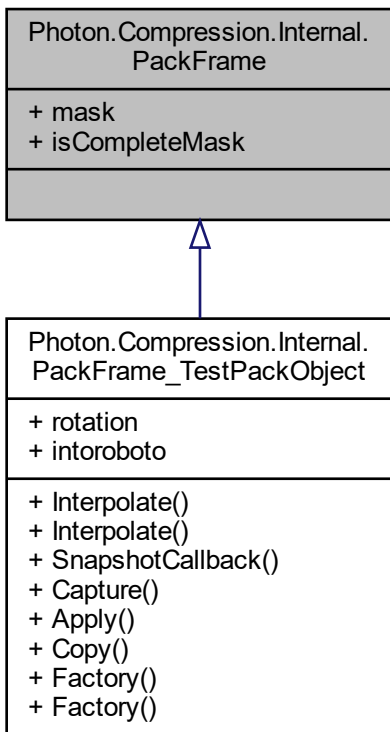 Photon.Compression.Internal.
PackFrame
+ mask
+ isCompleteMask
Photon.Compression.Internal.
PackFrame_TestPackObject
+ rotation
+ intoroboto
+ Interpolate()
+ Interpolate()
+ SnapshotCallback()
+ Capture()
+ Apply()
+ Copy()
+ Factory()
+ Factory()